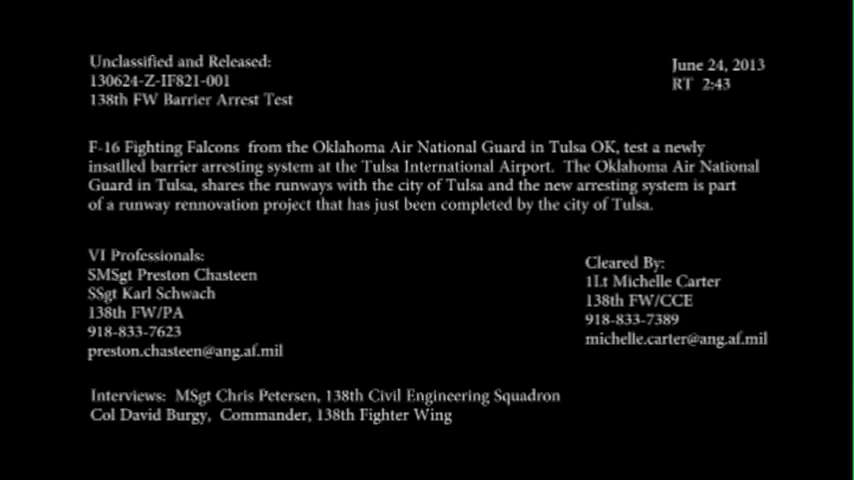 Unclassified and Released:
130624-Z-IF821-001
138th FW Barrier Arrest Test
June 24, 2013
RT 2:43
F-16 Fighting Falcons from the Oklahoma Air National Guard in Tulsa OK, test a newly
insatlled barrier arresting system at the Tulsa International Airport. The Oklahoma Air National
Guard in Tulsa, shares the runways with the city of Tulsa and the new arresting system is part
of a runway rennovation project that has just been completed by the city of Tulsa.
VI Professionals:
SMSgt Preston Chasteen
SSgt Karl Schwach
138th FW/PA
918-833-7623
preston.chasteen@ang.af.mil
Cleared By:
1Lt Michelle Carter
138th FW/CCE
918-833-7389
michelle.carter@ang.af.mil
Interviews: MSgt Chris Petersen, 138th Civil Engineering Squadron
Col David Burgy, Commander, 138th Fighter Wing